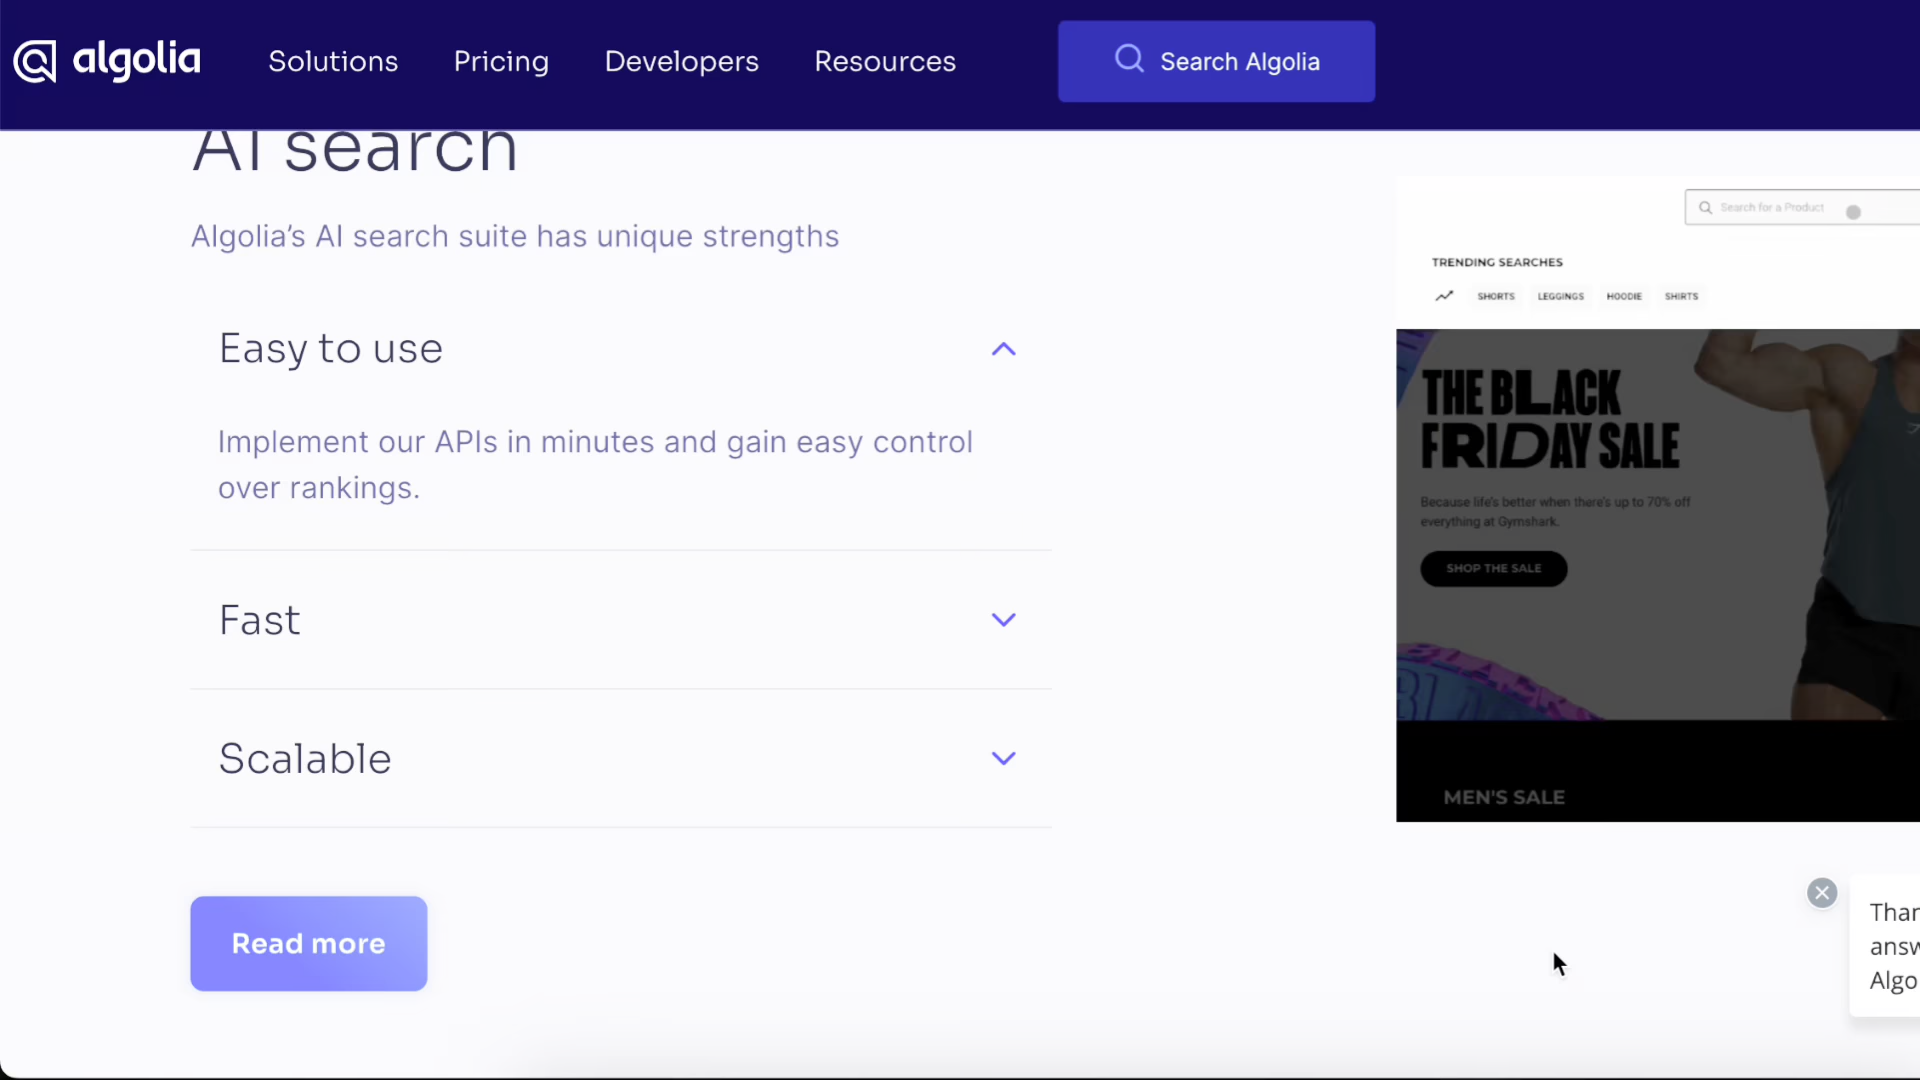 algolia
Solutions
Pricing
Developers
Resources
Search Algolia
AI search
Algolia’s AI search suite has unique strengths
Easy to use
Implement our APIs in minutes and gain easy control
over rankings.
Fast
Scalable
Read more
Search for a Product
TRENDING SEARCHES
SHORTS
LEGGINGS
HOODIE
SHIRTS
THE BLACK
FRIDAY SALE
Because life's better when there's up to 70% off
everything at Gymshark.
SHOP THE SALE
MEN'S SALE